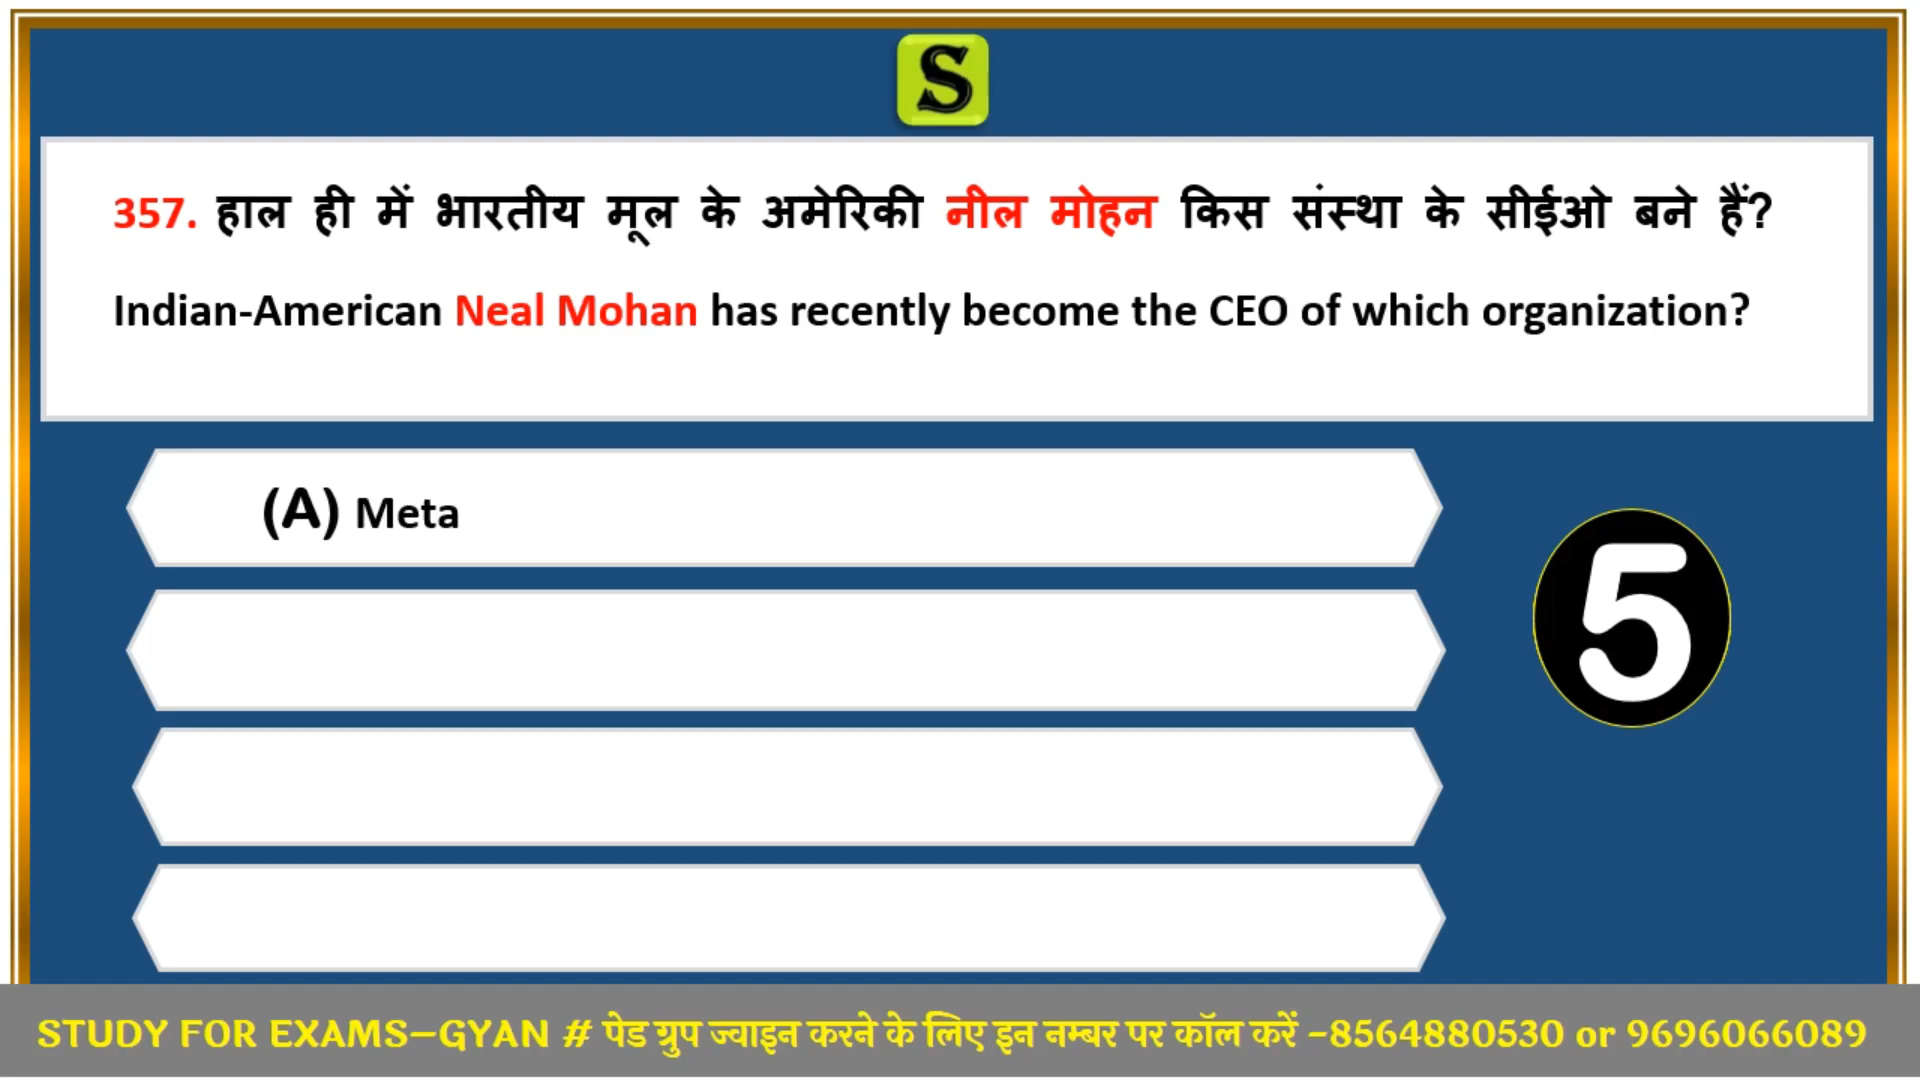 S
357. हाल ही में भारतीय मूल के अमेरिकी नील मोहन किस संस्था के सीईओ बने हैं?
Indian-American Neal Mohan has recently become the CEO of which organization?
(A) Meta
5
STUDY FOR EXAMS–GYAN # पेड ग्रुप ज्वाइन करने के लिए इन नम्बर पर कॉल करें -8564880530 or 9696066089